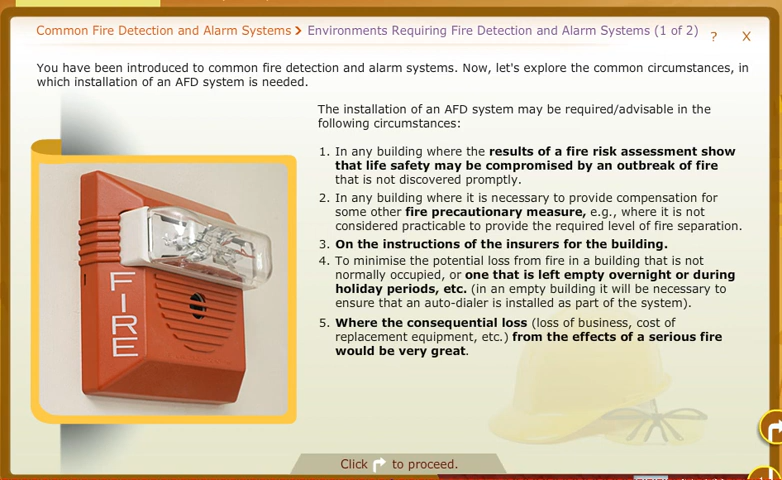 Common Fire Detection and Alarm Systems > Environments Requiring Fire Detection and Alarm Systems (1 of 2)
? X
You have been introduced to common fire detection and alarm systems. Now, let's explore the common circumstances, in
which installation of an AFD system is needed.
The installation of an AFD system may be required/advisable in the
following circumstances:
1. In any building where the results of a fire risk assessment show
that life safety may be compromised by an outbreak of fire
that is not discovered promptly.
2. In any building where it is necessary to provide compensation for
some other fire precautionary measure, e.g., where it is not
considered practicable to provide the required level of fire separation.
3. On the instructions of the insurers for the building.
4. To minimise the potential loss from fire in a building that is not
normally occupied, or one that is left empty overnight or during
holiday periods, etc. (in an empty building it will be necessary to
ensure that an auto-dialer is installed as part of the system).
5. Where the consequential loss (loss of business, cost of
replacement equipment, etc.) from the effects of a serious fire
would be very great.
FIRE
Click to proceed.